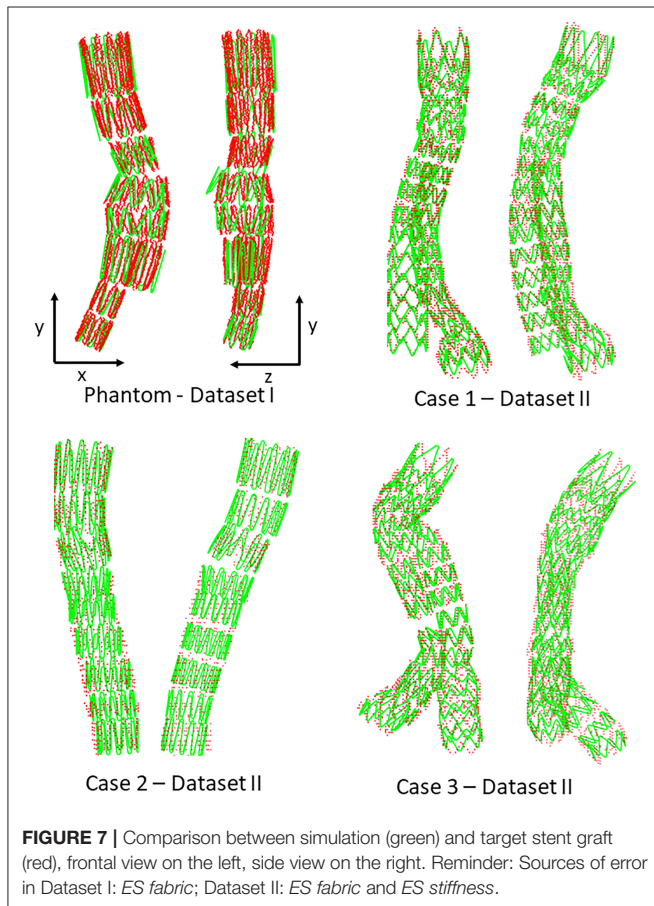 y
x
z
y
Phantom - Dataset I
Case 1 – Dataset II
Case 2 – Dataset II
Case 3 – Dataset II
FIGURE 7 | Comparison between simulation (green) and target stent graft
(red), frontal view on the left, side view on the right. Reminder: Sources of error
in Dataset I: ES fabric; Dataset II: ES fabric and ES stiffness.